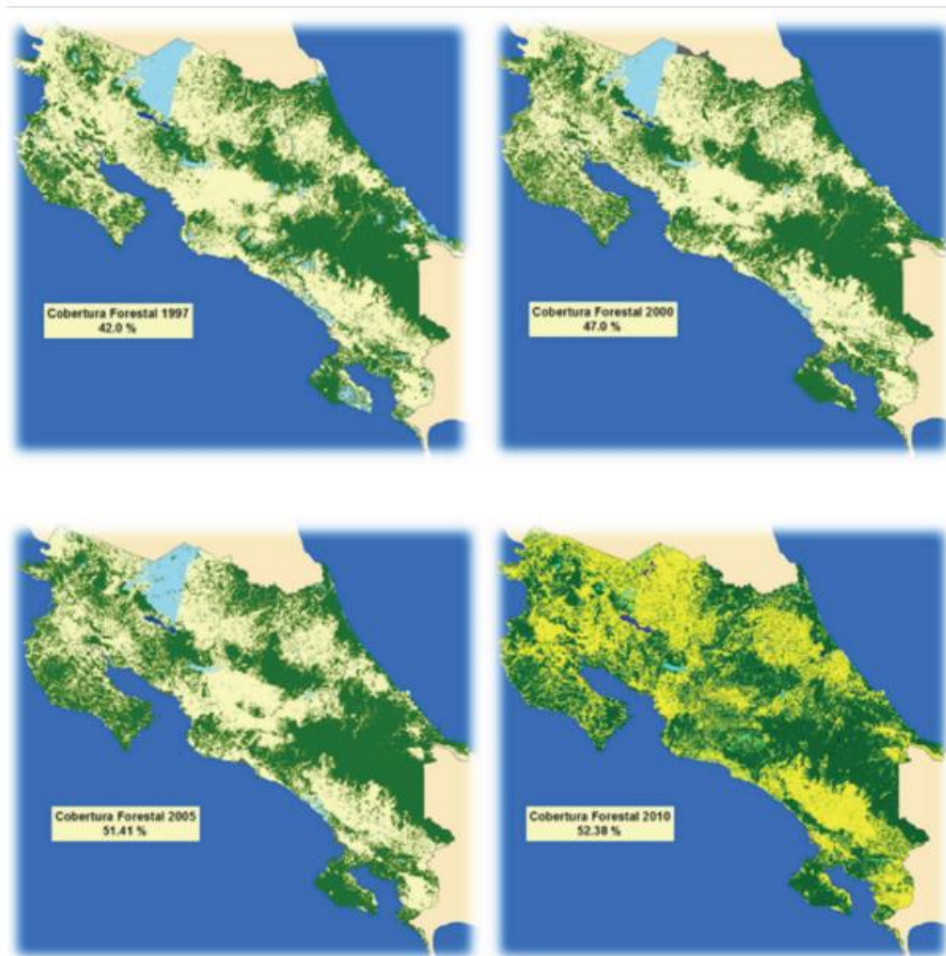 Cobertura Forestal 1997
42.0 %
Cobertura Forestal 2000
47.0 %
Cobertura Forestal 2005
51.41 %
Cobertura Forestal 2010
52.38 %